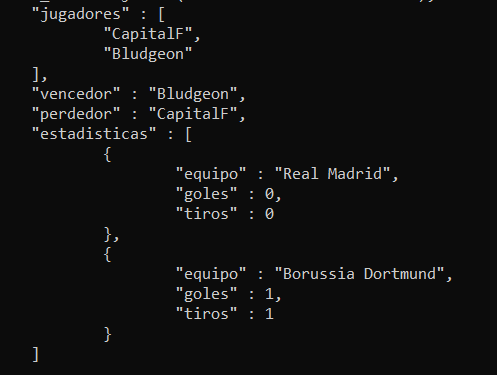 "jugadores" : [
"CapitalF",
"Bludgeon"
],
"vencedor" : "Bludgeon",
"perdedor" : "CapitalF",
"estadisticas" : [
{
"equipo" : "Real Madrid",
"goles" : 0,
"tiros" : 0
},
{
"equipo" : "Borussia Dortmund",
"goles" : 1,
"tiros" : 1
}
]